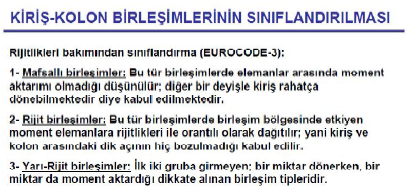 KİRİŞ-KOLON BİRLEŞİMLERİNİN SINIFLANDIRILMASI
Rijitlikleri bakımından sınıflandırma (EUROCODE-3):
1- Mafsallı birleşimler: Bu tür birleşimlerde elemanlar arasında moment
aktarımı olmadığı düşünülür; diğer bir deyişle kiriş rahatça
dönebilmektedir diye kabul edilmektedir.
2- Rijit birleşimler: Bu tür birleşimlerde birleşim bölgesinde etkiyen
moment elemanlara rijitlikleri ile orantılı olarak dağıtılır; yani kiriş ve
kolon arasındaki dik açının hiç bozulmadığı kabul edilir.
3- Yarı-Rijit birleşimler: İlk iki gruba girmeyen; bir miktar dönerken, bir
miktar da moment aktardığı dikkate alınan birleşim tipleridir.